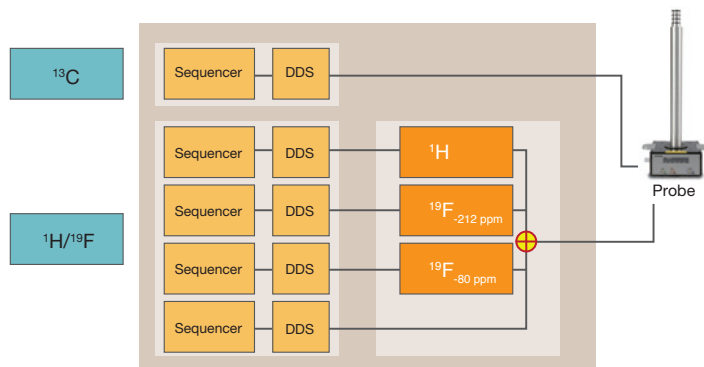 ¹³C
Sequencer DDS
Sequencer DDS ¹H
Probe
Sequencer DDS ¹⁹F-212 ppm
¹H/¹⁹F
Sequencer DDS ¹⁹F-80 ppm
Sequencer DDS